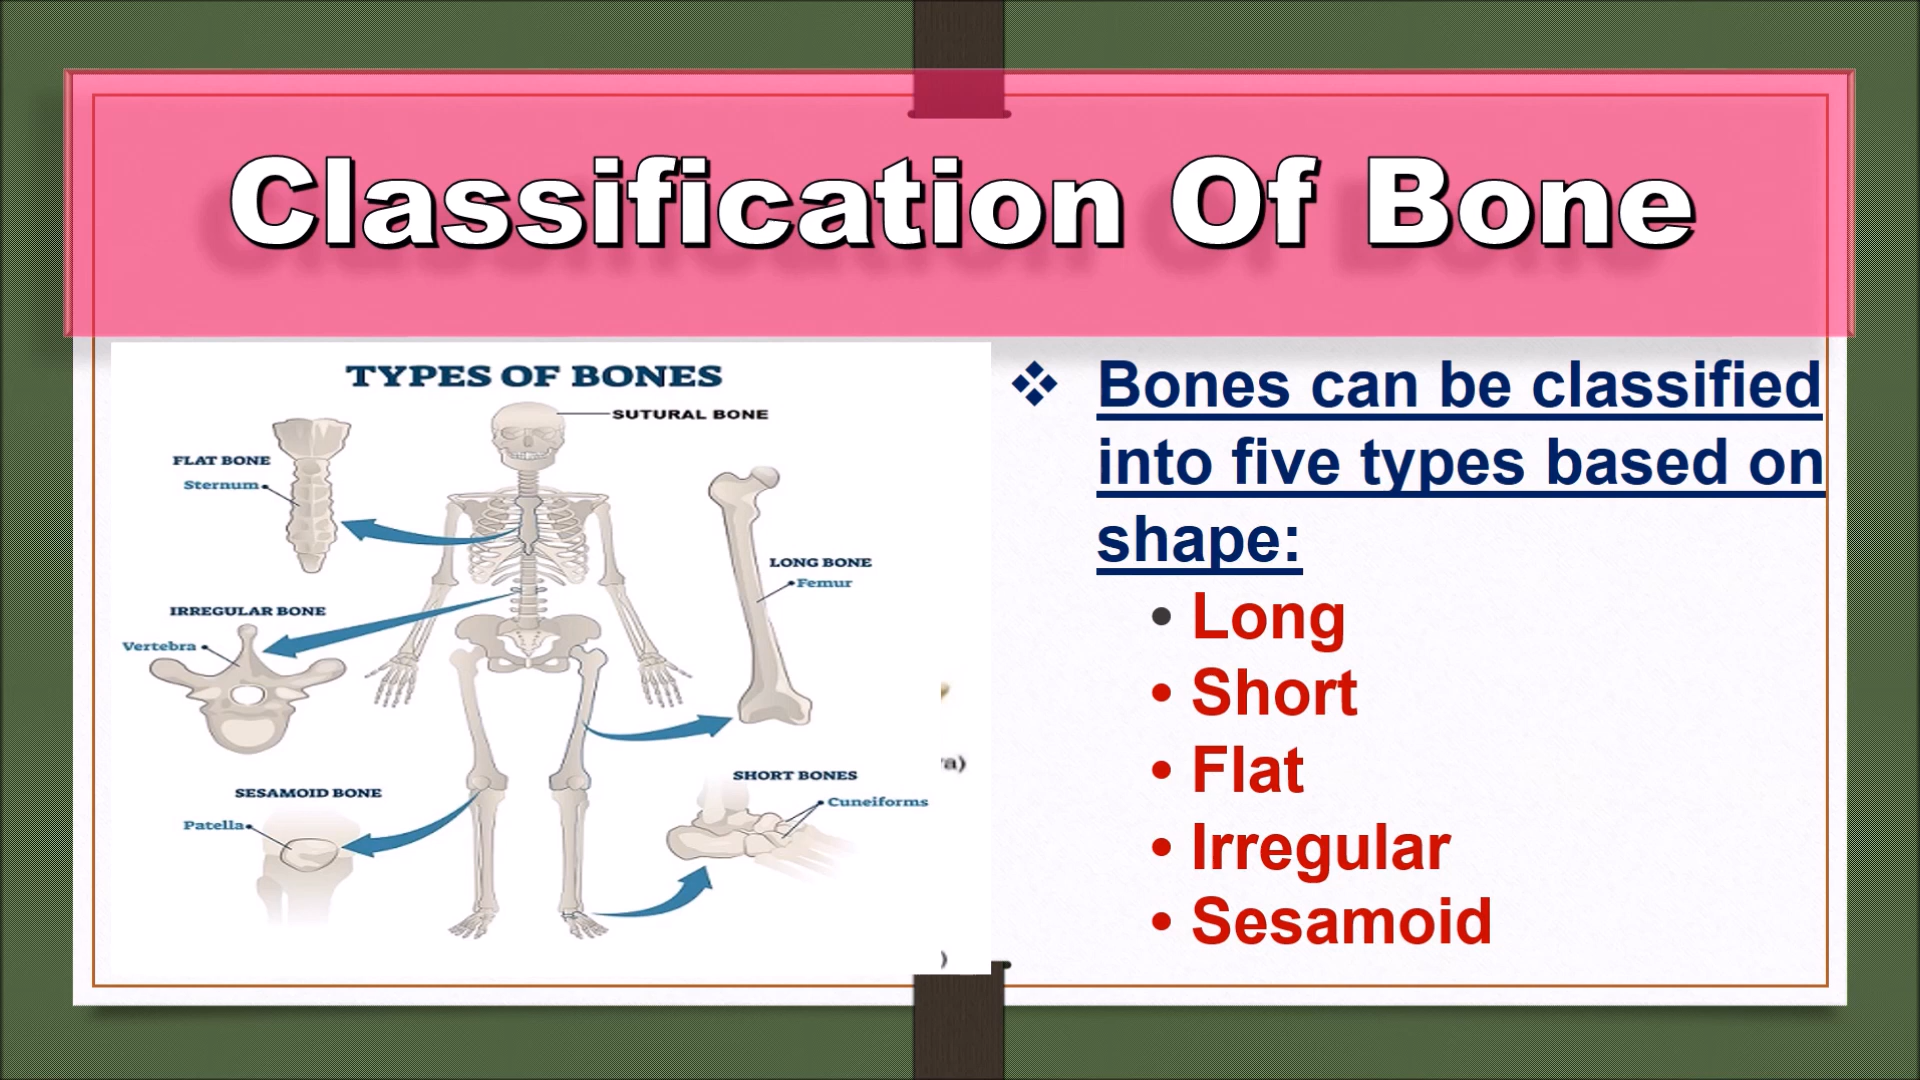 Classification Of Bone
TYPES OF BONES
SUTURAL BONE
FLAT BONE
Sternum
LONG BONE
Femur
IRREGULAR BONE
Vertebra
SHORT BONES
Cuneiforms
SESAMOID BONE
Patella
❖ Bones can be classified
into five types based on
shape:
• Long
• Short
• Flat
• Irregular
• Sesamoid